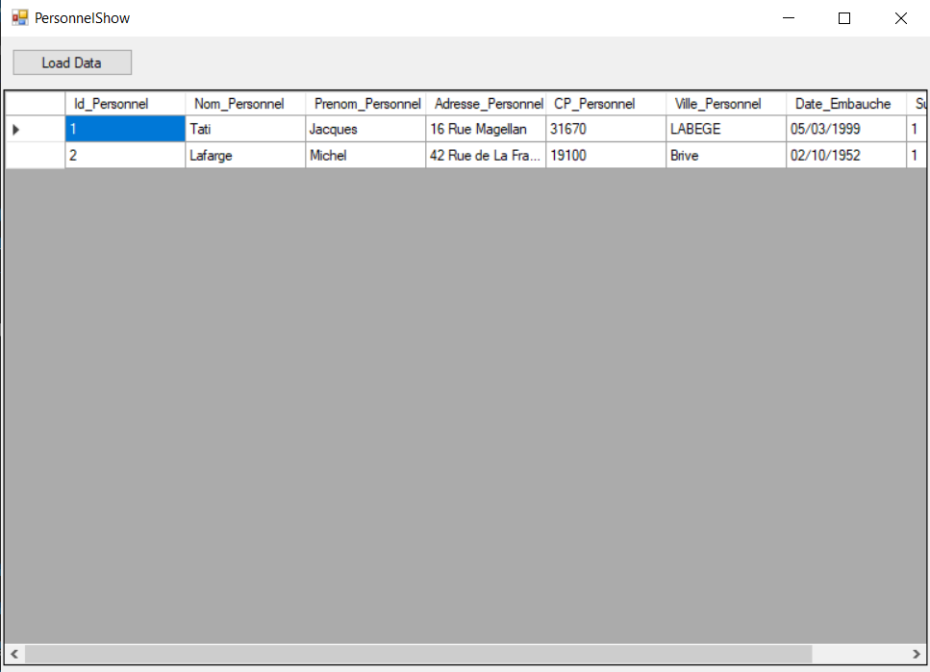 PersonnelShow
Load Data
Id_Personnel Nom_Personnel Prenom_Personnel Adresse_Personnel CP_Personnel Ville_Personnel Date_Embauche
1 Tati Jacques 16 Rue Magellan 31670 LABEGE 05/03/1999 1
2 Lafarge Michel 42 Rue de La Fra... 19100 Brive 02/10/1952 1